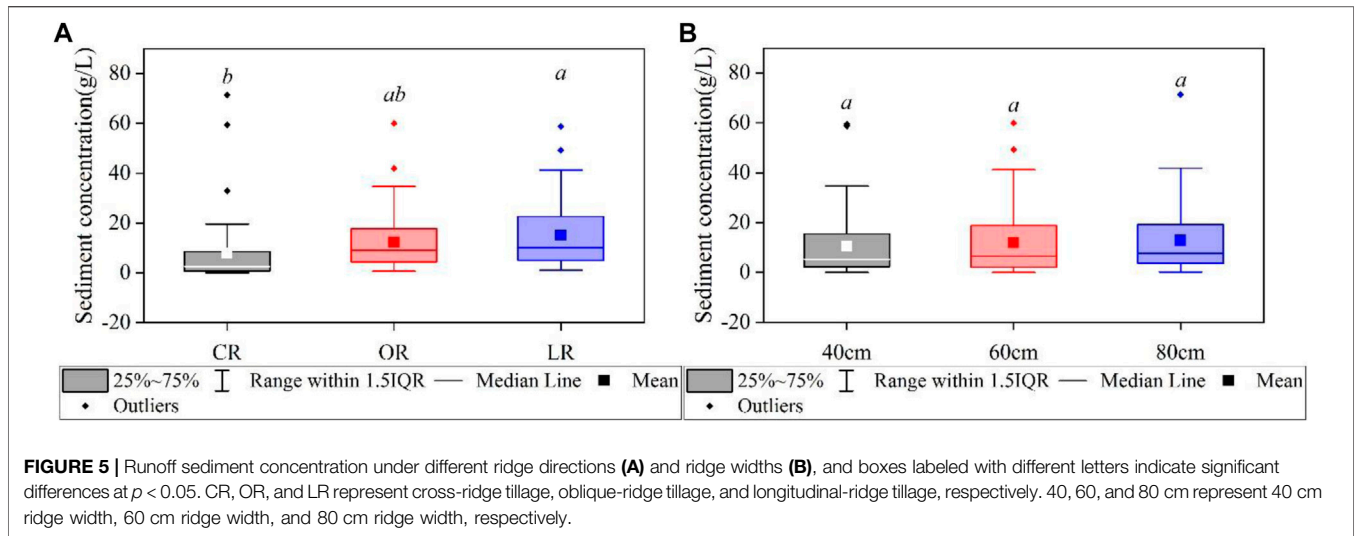 A
Sediment concentration(g/L)
80
60
40
20
0
-20
b
ab
a
CR OR LR
25%~75% Range within 1.5IQR Median Line Mean
Outliers
B
Sediment concentration(g/L)
80
60
40
20
0
-20
a
a
a
40cm 60cm 80cm
25%~75% Range within 1.5IQR Median Line Mean
Outliers
FIGURE 5 | Runoff sediment concentration under different ridge directions (A) and ridge widths (B), and boxes labeled with different letters indicate significant
differences at p < 0.05. CR, OR, and LR represent cross-ridge tillage, oblique-ridge tillage, and longitudinal-ridge tillage, respectively. 40, 60, and 80 cm represent 40 cm
ridge width, 60 cm ridge width, and 80 cm ridge width, respectively.